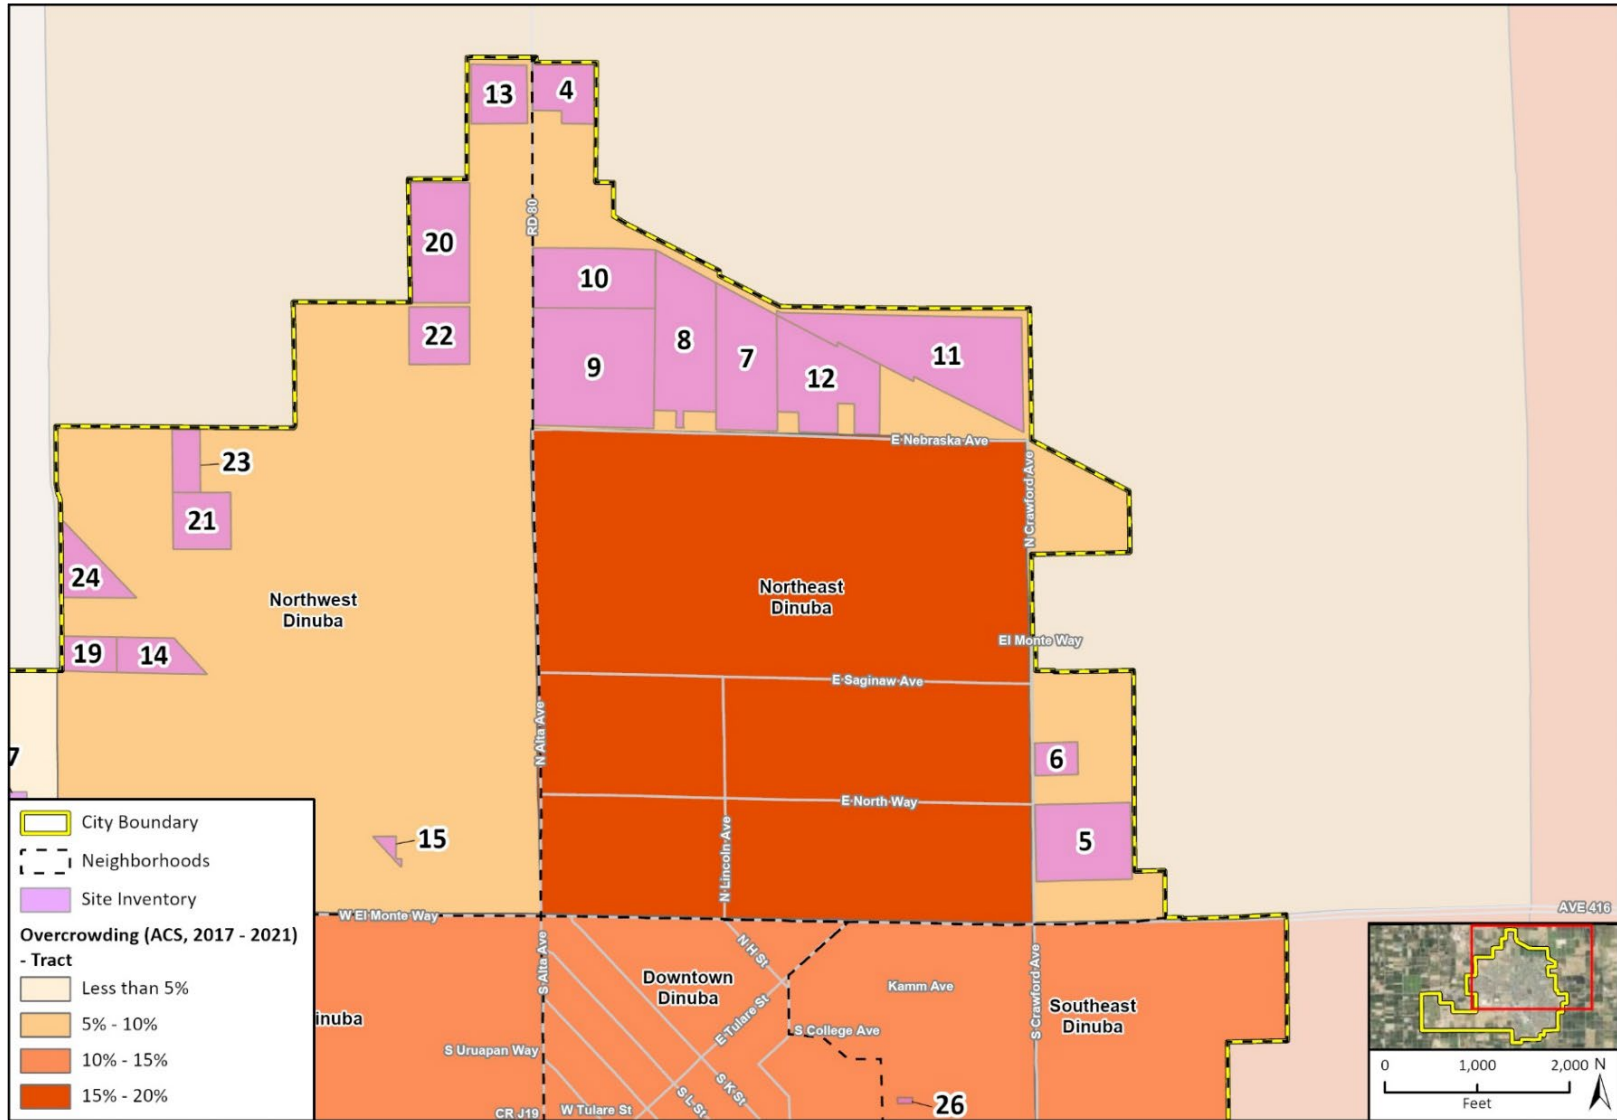 13
4
20
RD 80
10
22
8
7
11
9
12
E Nebraska Ave
23
21
N Crawford Ave
24
Northwest
Dinuba
Northeast
Dinuba
19
14
El Monte Way
E Saginaw Ave
N Alta Ave
7
6
E North Way
15
N Lincoln Ave
5
W El Monte Way
AVE 416
City Boundary
Neighborhoods
Site Inventory
Overcrowding (ACS, 2017 - 2021)
- Tract
Less than 5%
5% - 10%
10% - 15%
15% - 20%
inuba
S Alta Ave
N H St
Downtown
Dinuba
Kamm Ave
S Crawford Ave
Southeast
Dinuba
E Tulare St
S College Ave
S Uruapan Way
S K St
S L St
CR J19
W Tulare St
26
0
1,000
2,000
N
Feet